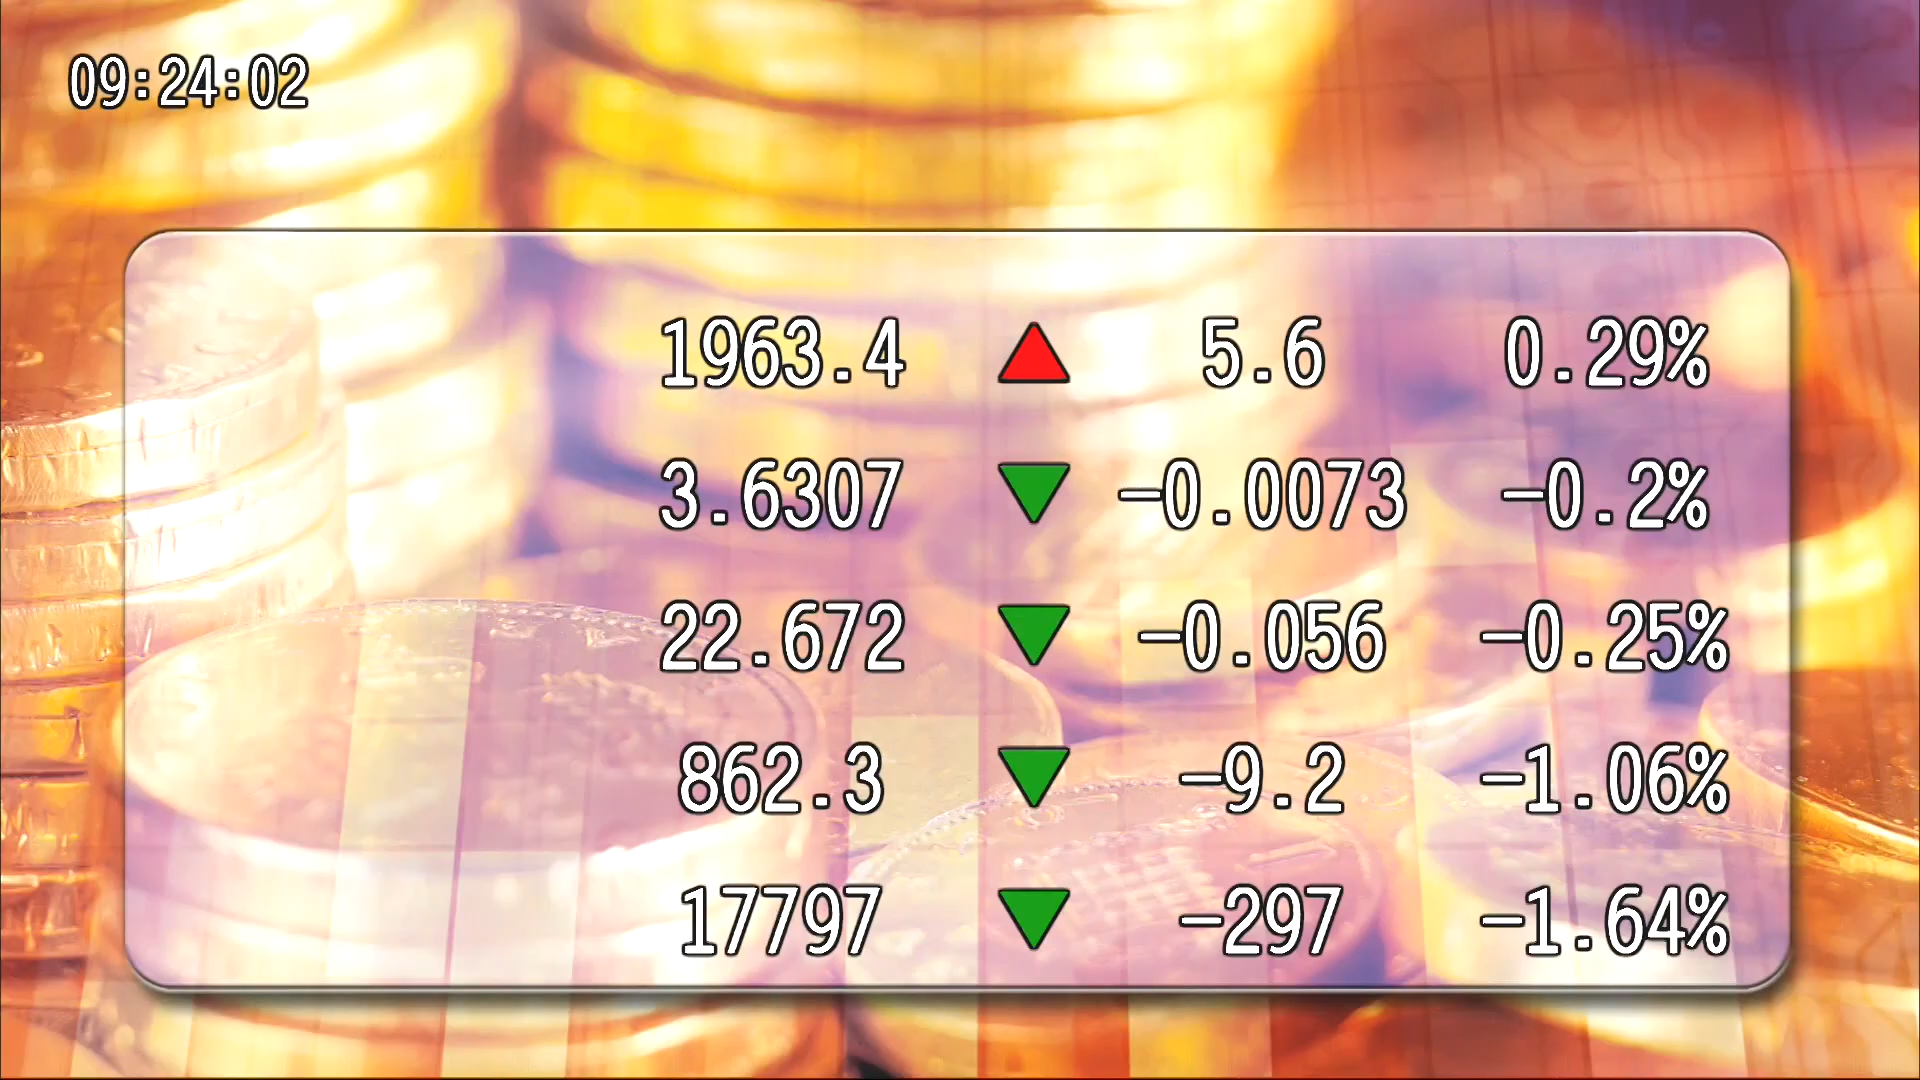 09:24:02
1963.4 ▲ 5.6 0.29%
3.6307 ▼ -0.0073 -0.2%
22.672 ▼ -0.056 -0.25%
862.3 ▼ -9.2 -1.06%
17797 ▼ -297 -1.64%